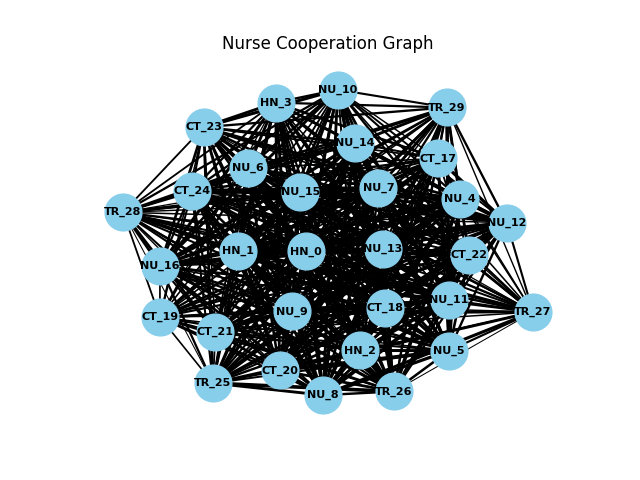 Nurse Cooperation Graph
NU_10
HN_3
TR_29
CT_23
NU_14
CT_17
NU_6
NU_7
CT_24
NU_15
NU_4
TR_28
NU_12
HN_1
HN_0
NU_13
CT_22
NU_16
NU_11
CT_18
NU_9
TR_27
CT_19
CT_21
HN_2
NU_5
CT_20
TR_25
TR_26
NU_8